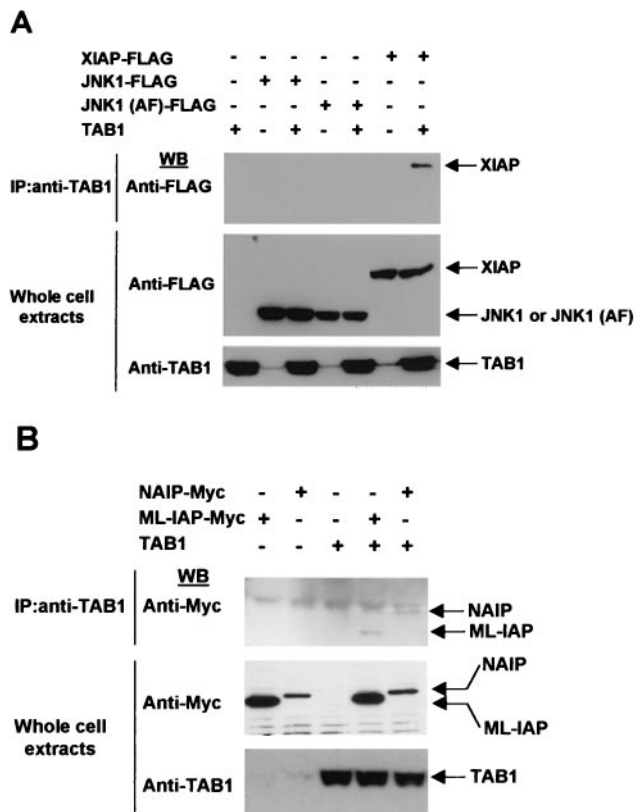 A
XIAP-FLAG - - - - - + +
JNK1-FLAG - + + - - - -
JNK1 (AF)-FLAG - - - + + - -
TAB1 + - + - + - +
WB
IP:anti-TAB1 Anti-FLAG XIAP
Whole cell extracts
Anti-FLAG XIAP
JNK1 or JNK1 (AF)
Anti-TAB1 TAB1
B
NAIP-Myc - + - - +
ML-IAP-Myc + - - + -
TAB1 - - + + +
WB
IP:anti-TAB1 Anti-Myc NAIP
ML-IAP
Whole cell extracts
Anti-Myc NAIP
ML-IAP
Anti-TAB1 TAB1